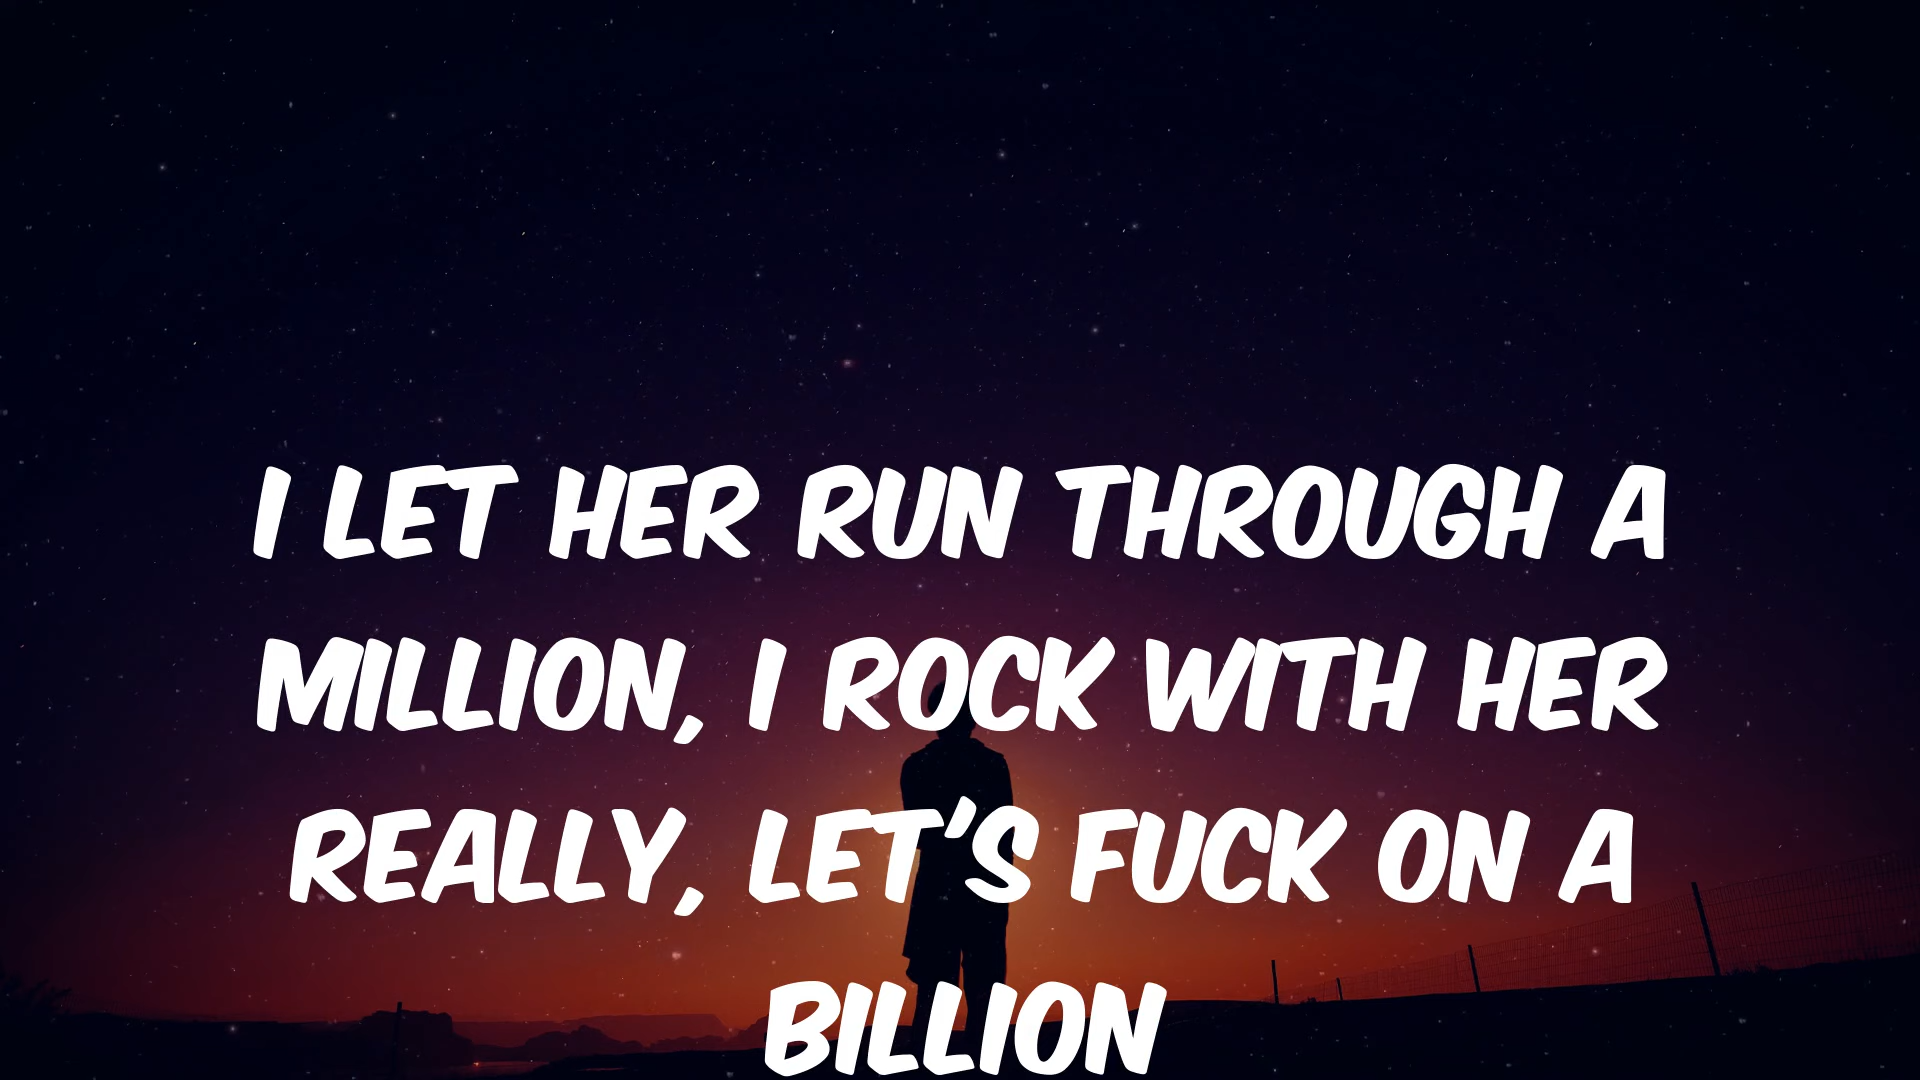 I LET HER RUN THROUGH A
MILLION, I ROCK WITH HER
REALLY, LET'S FUCK ON A
BILLION